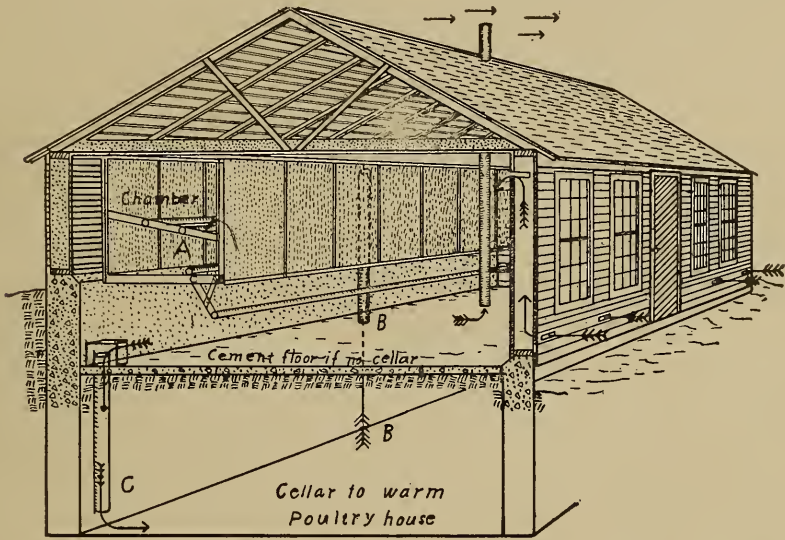 Chamber
A
B
Cement floor if no cellar
B
C
Cellar to warm
Poultry house